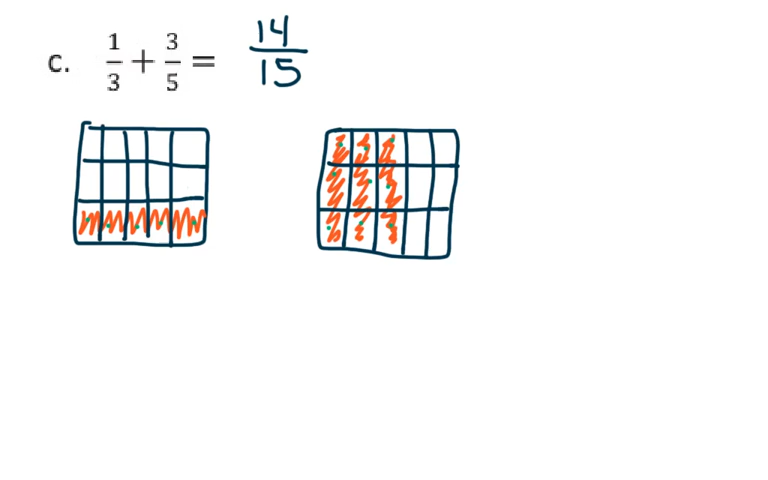 c. 1/3 + 3/5 = 14/15